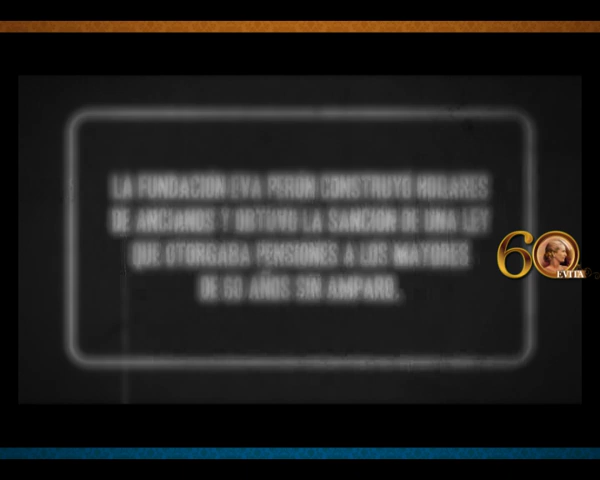 LA FUNDACIÓN EVA PERÓN CONSTRUYÓ HOGARES
DE ANCIANOS Y OBTUVO LA SANCIÓN DE UNA LEY
QUE OTORGABA PENSIONES A LOS MAYORES
DE 60 AÑOS SIN AMPARO.
60
EVITA